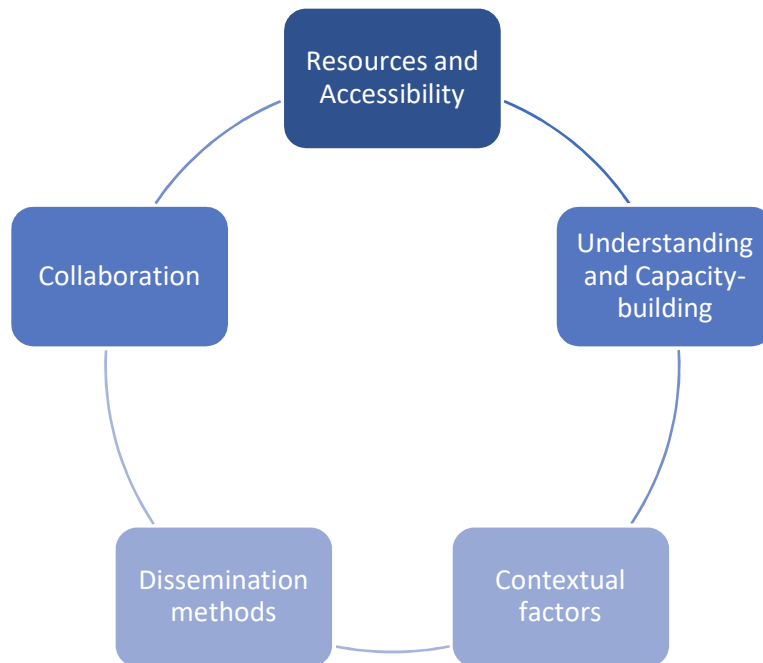 Resources and
Accessibility
Understanding
and Capacity-
building
Contextual
factors
Dissemination
methods
Collaboration